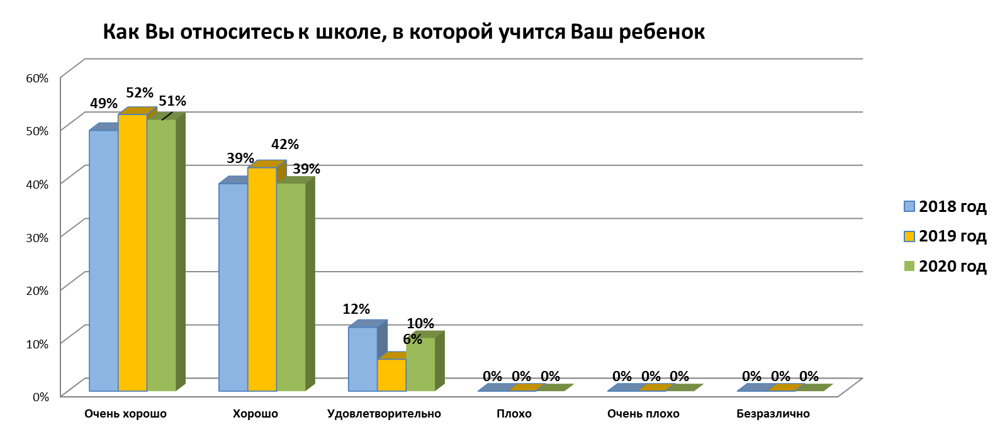 Как Вы относитесь к школе, в которой учится Ваш ребенок
60%
50%
40%
30%
20%
10%
0%
49%
52%
51%
39%
42%
39%
12%
6%
10%
0%
0%
0%
0%
0%
0%
0%
0%
0%
Очень хорошо
Хорошо
Удовлетворительно
Плохо
Очень плохо
Безразлично
2018 год
2019 год
2020 год